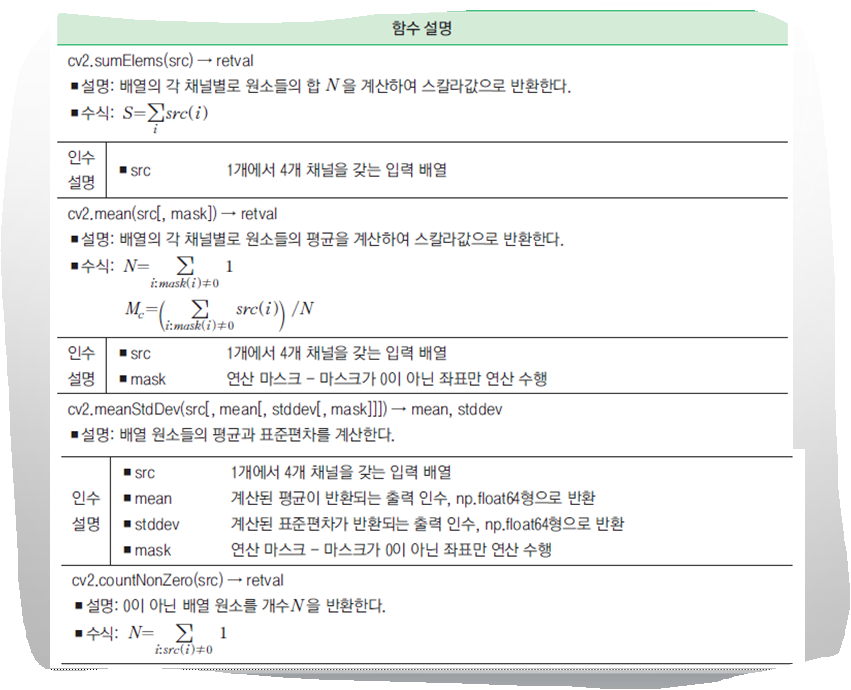 함수 설명
cv2.sumElems(src) → retval
■ 설명: 배열의 각 채널별로 원소들의 합 N을 계산하여 스칼라값으로 반환한다.
■ 수식: S=∑src(i)
i
인수
설명
■ src 1개에서 4개 채널을 갖는 입력 배열
cv2.mean(src[, mask]) → retval
■ 설명: 배열의 각 채널별로 원소들의 평균을 계산하여 스칼라값으로 반환한다.
■ 수식: N= ∑ 1
i:mask(i)≠0
Mc=( ∑ src(i)) /N
i:mask(i)≠0
인수
설명
■ src 1개에서 4개 채널을 갖는 입력 배열
■ mask 연산 마스크 – 마스크가 0이 아닌 좌표만 연산 수행
cv2.meanStdDev(src[, mean[, stddev[, mask]]]) → mean, stddev
■ 설명: 배열 원소들의 평균과 표준편차를 계산한다.
인수
설명
■ src 1개에서 4개 채널을 갖는 입력 배열
■ mean 계산된 평균이 반환되는 출력 인수, np.float64형으로 반환
■ stddev 계산된 표준편차가 반환되는 출력 인수, np.float64형으로 반환
■ mask 연산 마스크 – 마스크가 0이 아닌 좌표만 연산 수행
cv2.countNonZero(src) → retval
■ 설명: 0이 아닌 배열 원소를 개수N을 반환한다.
■ 수식: N= ∑ 1
i:src(i)≠0